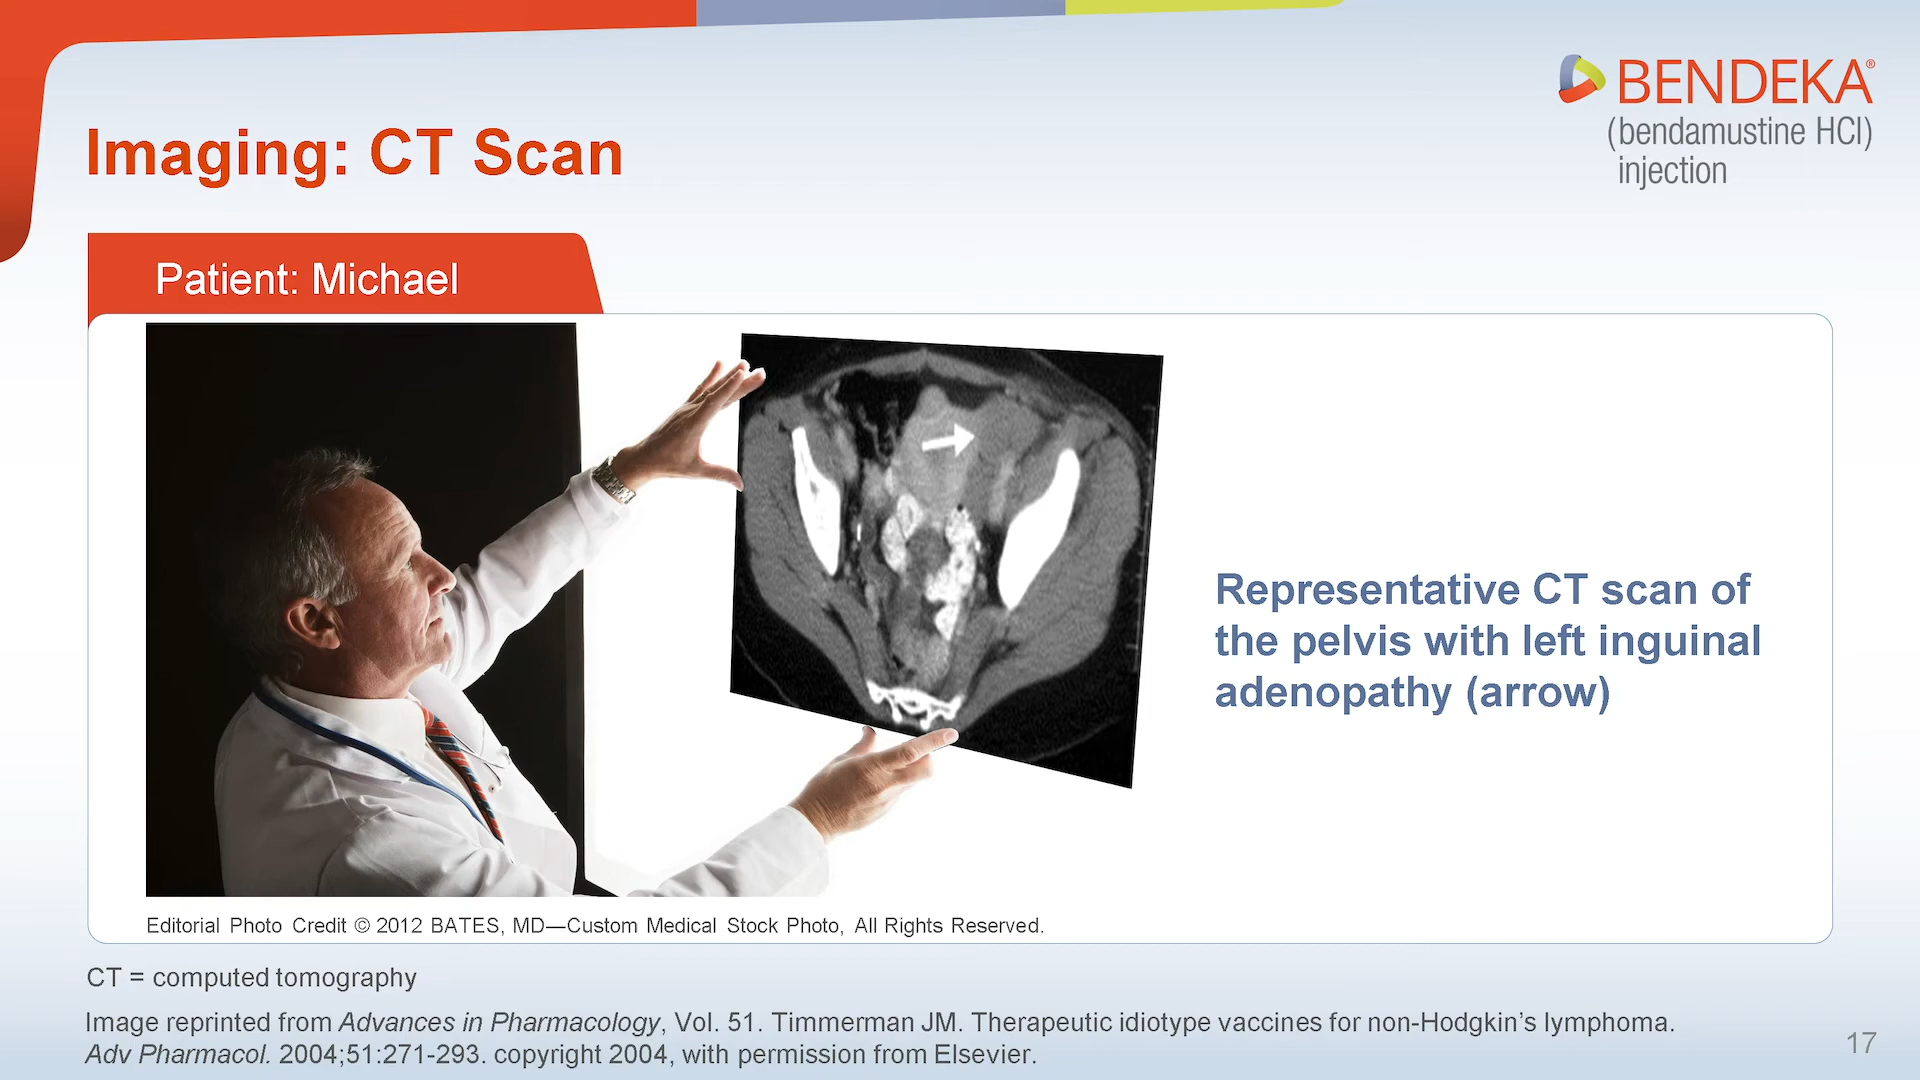 BENDEKA®
(bendamustine HCl)
injection
Imaging: CT Scan
Patient: Michael
Representative CT scan of
the pelvis with left inguinal
adenopathy (arrow)
Editorial Photo Credit © 2012 BATES, MD—Custom Medical Stock Photo, All Rights Reserved.
CT = computed tomography
Image reprinted from Advances in Pharmacology, Vol. 51. Timmerman JM. Therapeutic idiotype vaccines for non-Hodgkin’s lymphoma.
Adv Pharmacol. 2004;51:271-293. copyright 2004, with permission from Elsevier.
17